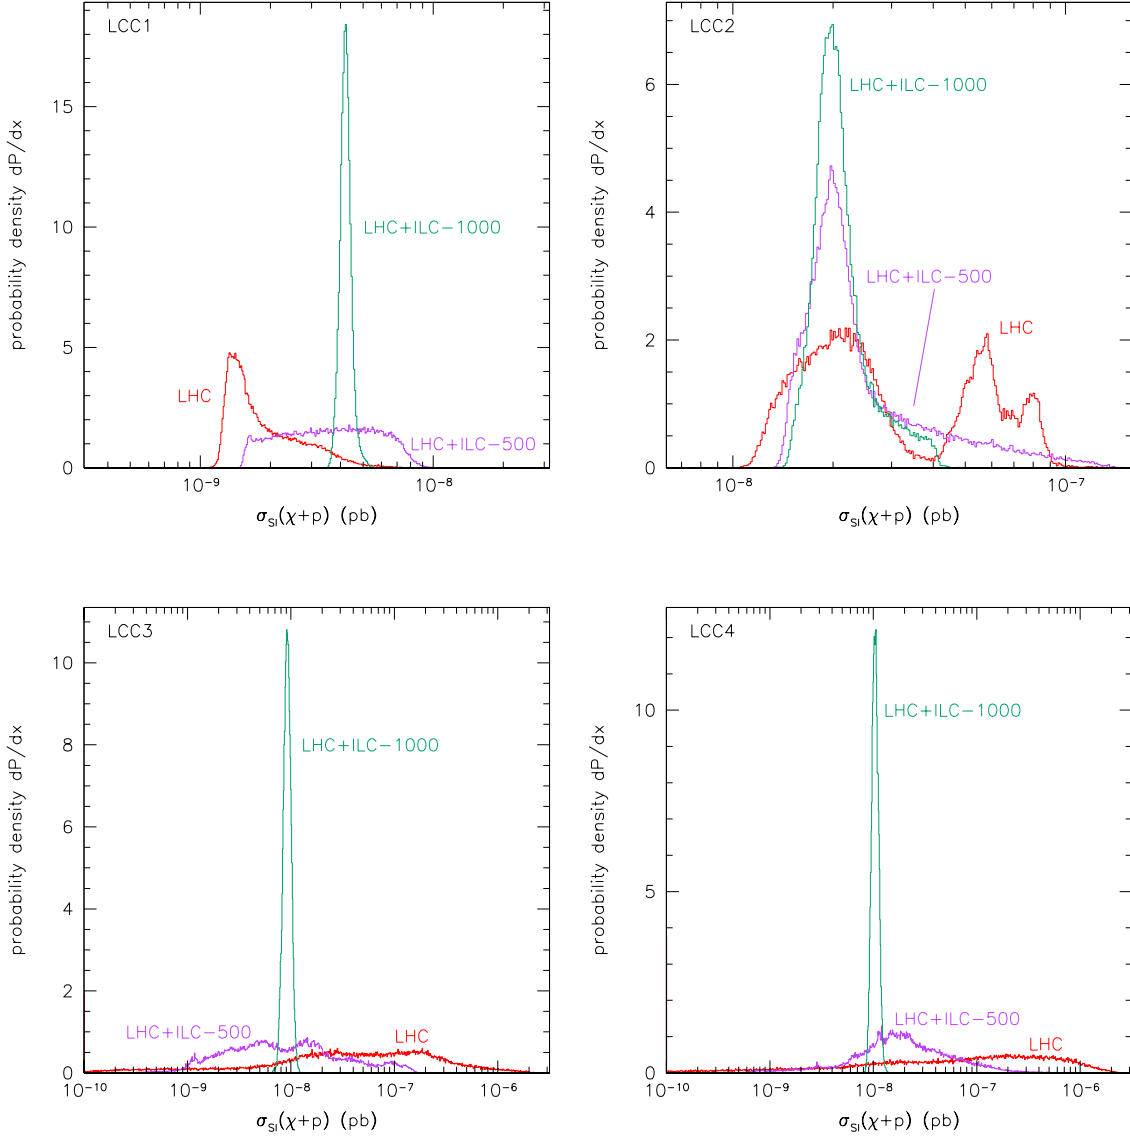 LCC1
probability density dP/dx
15
10
5
0
LHC+ILC−1000
LHC
LHC+ILC−500
10⁻⁹
10⁻⁸
σSI(χ+p) (pb)
LCC2
probability density dP/dx
6
4
2
0
LHC+ILC−1000
LHC+ILC−500
LHC
10⁻⁸
10⁻⁷
σSI(χ+p) (pb)
LCC3
probability density dP/dx
10
8
6
4
2
0
LHC+ILC−1000
LHC+ILC−500
LHC
10⁻¹⁰
10⁻⁹
10⁻⁸
10⁻⁷
10⁻⁶
σSI(χ+p) (pb)
LCC4
probability density dP/dx
10
5
0
LHC+ILC−1000
LHC+ILC−500
LHC
10⁻¹⁰
10⁻⁹
10⁻⁸
10⁻⁷
10⁻⁶
σSI(χ+p) (pb)